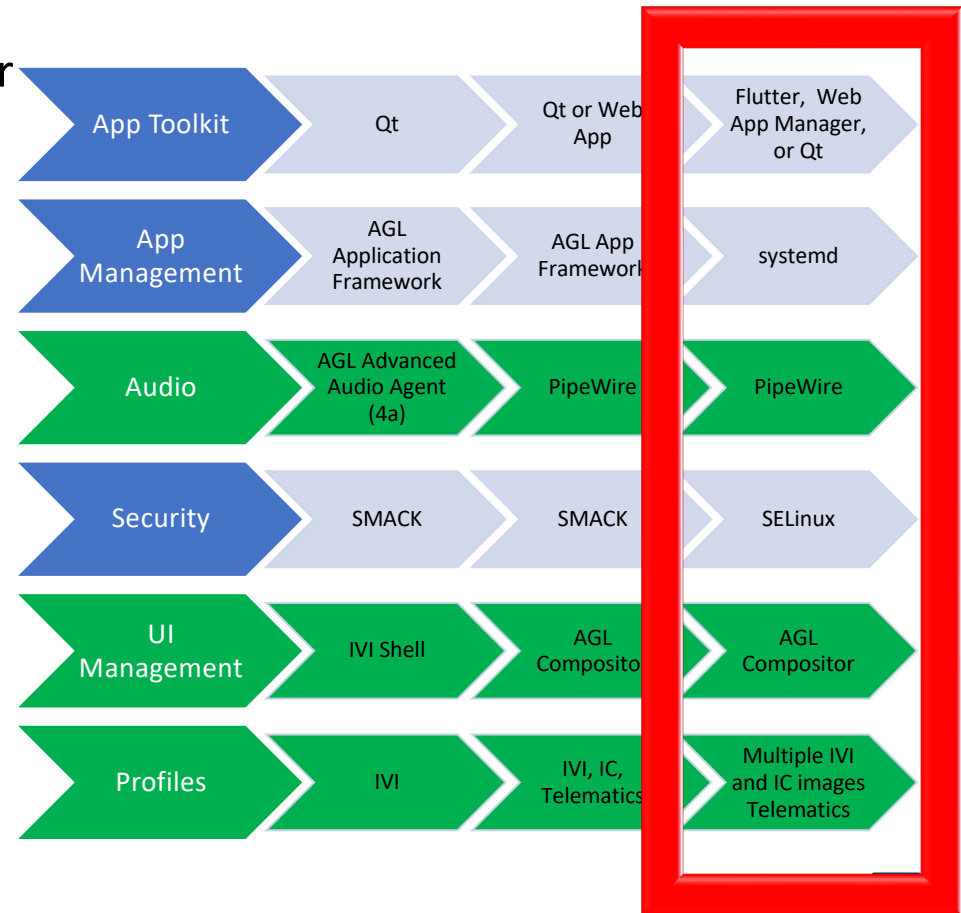 r
App Toolkit
Qt
Qt or Web
App
Flutter, Web
App Manager,
or Qt
App
Management
AGL
Application
Framework
AGL App
Framework
systemd
Audio
AGL Advanced
Audio Agent
(4a)
PipeWire
PipeWire
Security
SMACK
SMACK
SELinux
UI
Management
IVI Shell
AGL
Composito
AGL
Compositor
Profiles
IVI
IVI, IC,
Telematics
Multiple IVI
and IC images
Telematics